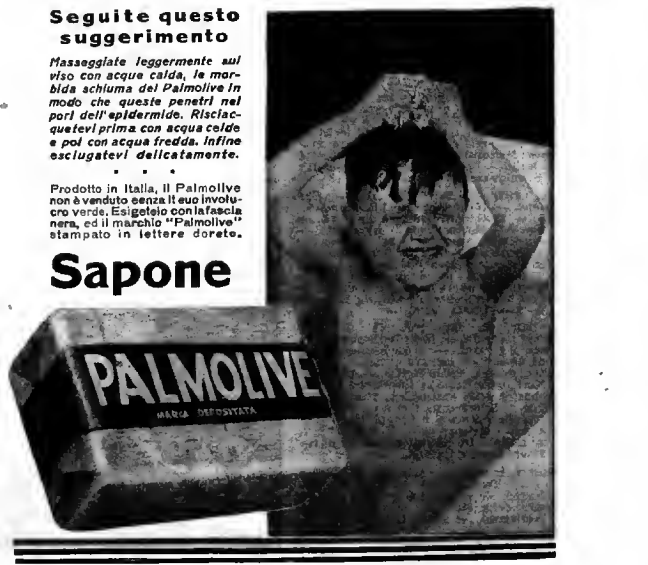 Seguite questo
suggerimento
Massaggiate leggermente sul
viso con acque calda, la mor-
bida schiuma del Palmolive in
modo che queste penetri nei
pori dell'epidermide. Risciac-
quatevi prima con acqua calda
e poi con acqua fredda. Infine
asciugatevi delicatamente.
Prodotto in Italia, il Palmolive
non è venduto senza il suo involu-
cro verde. Esigetelo con la fascia
nera, ed il marchio "Palmolive"
stampato in lettere dorate.
Sapone
PALMOLIVE
MARCA DEPOSITATA